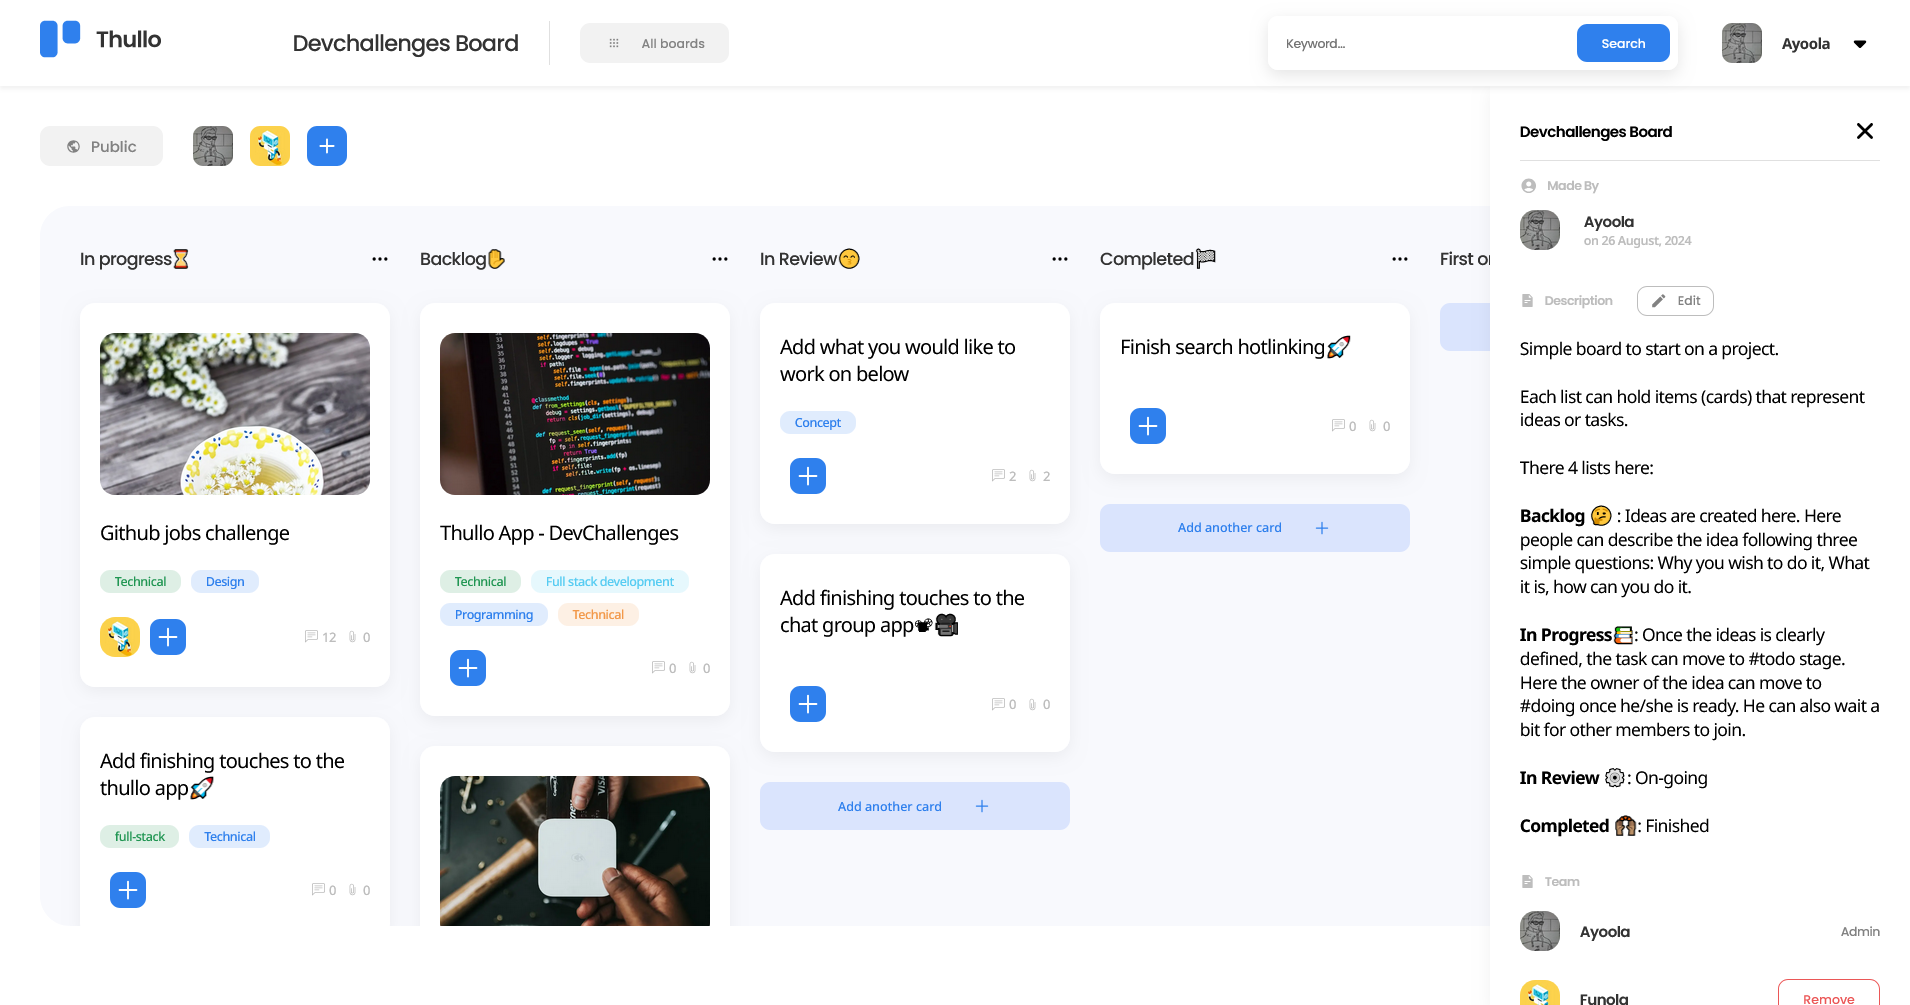 Thullo
Devchallenges Board
All boards
Keyword...
Search
Ayoola
Public
In progress⏳
Backlog✋
In Review😙
Completed🏁
First or
Github jobs challenge
Technical
Design
12
0
Add finishing touches to the
thullo app🚀
full-stack
Technical
0
0
Thullo App - DevChallenges
Technical
Full stack development
Programming
Technical
0
0
VISA
Add what you would like to
work on below
Concept
2
2
Add finishing touches to the
chat group app📽🎥
0
0
Add another card
Finish search hotlinking🚀
0
0
Add another card
Devchallenges Board
Made By
Ayoola
on 26 August, 2024
Description
Edit
Simple board to start on a project.
Each list can hold items (cards) that represent
ideas or tasks.
There 4 lists here:
Backlog 🤔 : Ideas are created here. Here
people can describe the idea following three
simple questions: Why you wish to do it, What
it is, how can you do it.
In Progress📚: Once the ideas is clearly
defined, the task can move to #todo stage.
Here the owner of the idea can move to
#doing once he/she is ready. He can also wait a
bit for other members to join.
In Review ⚙️: On-going
Completed 🙌🏽: Finished
Team
Ayoola
Admin
Funola
Remove